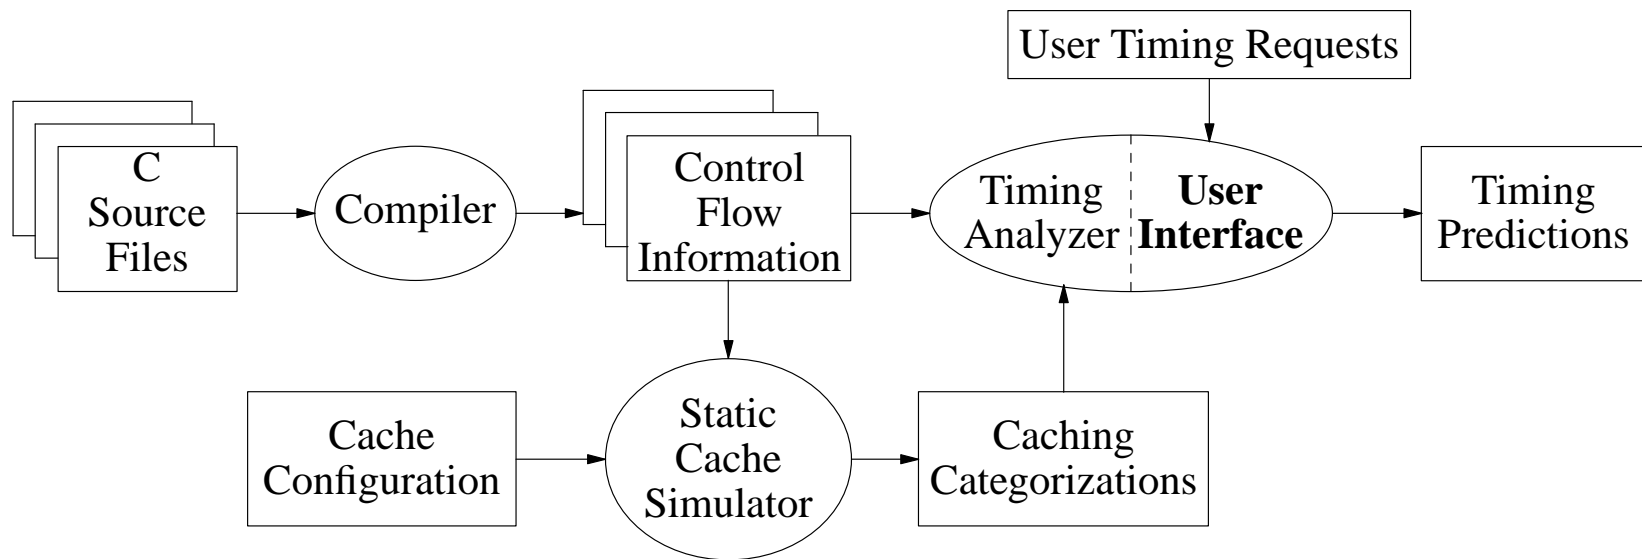 User Timing Requests
C
Source
Files
Compiler
Control
Flow
Information
Timing
Analyzer
User
Interface
Timing
Predictions
Cache
Configuration
Static
Cache
Simulator
Caching
Categorizations